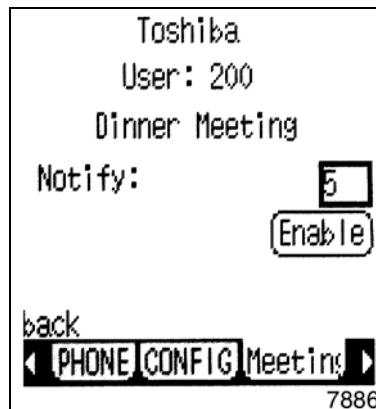 Toshiba
User: 200
Dinner Meeting
Notify: 5
Enable
back
PHONE CONFIG Meeting
7886